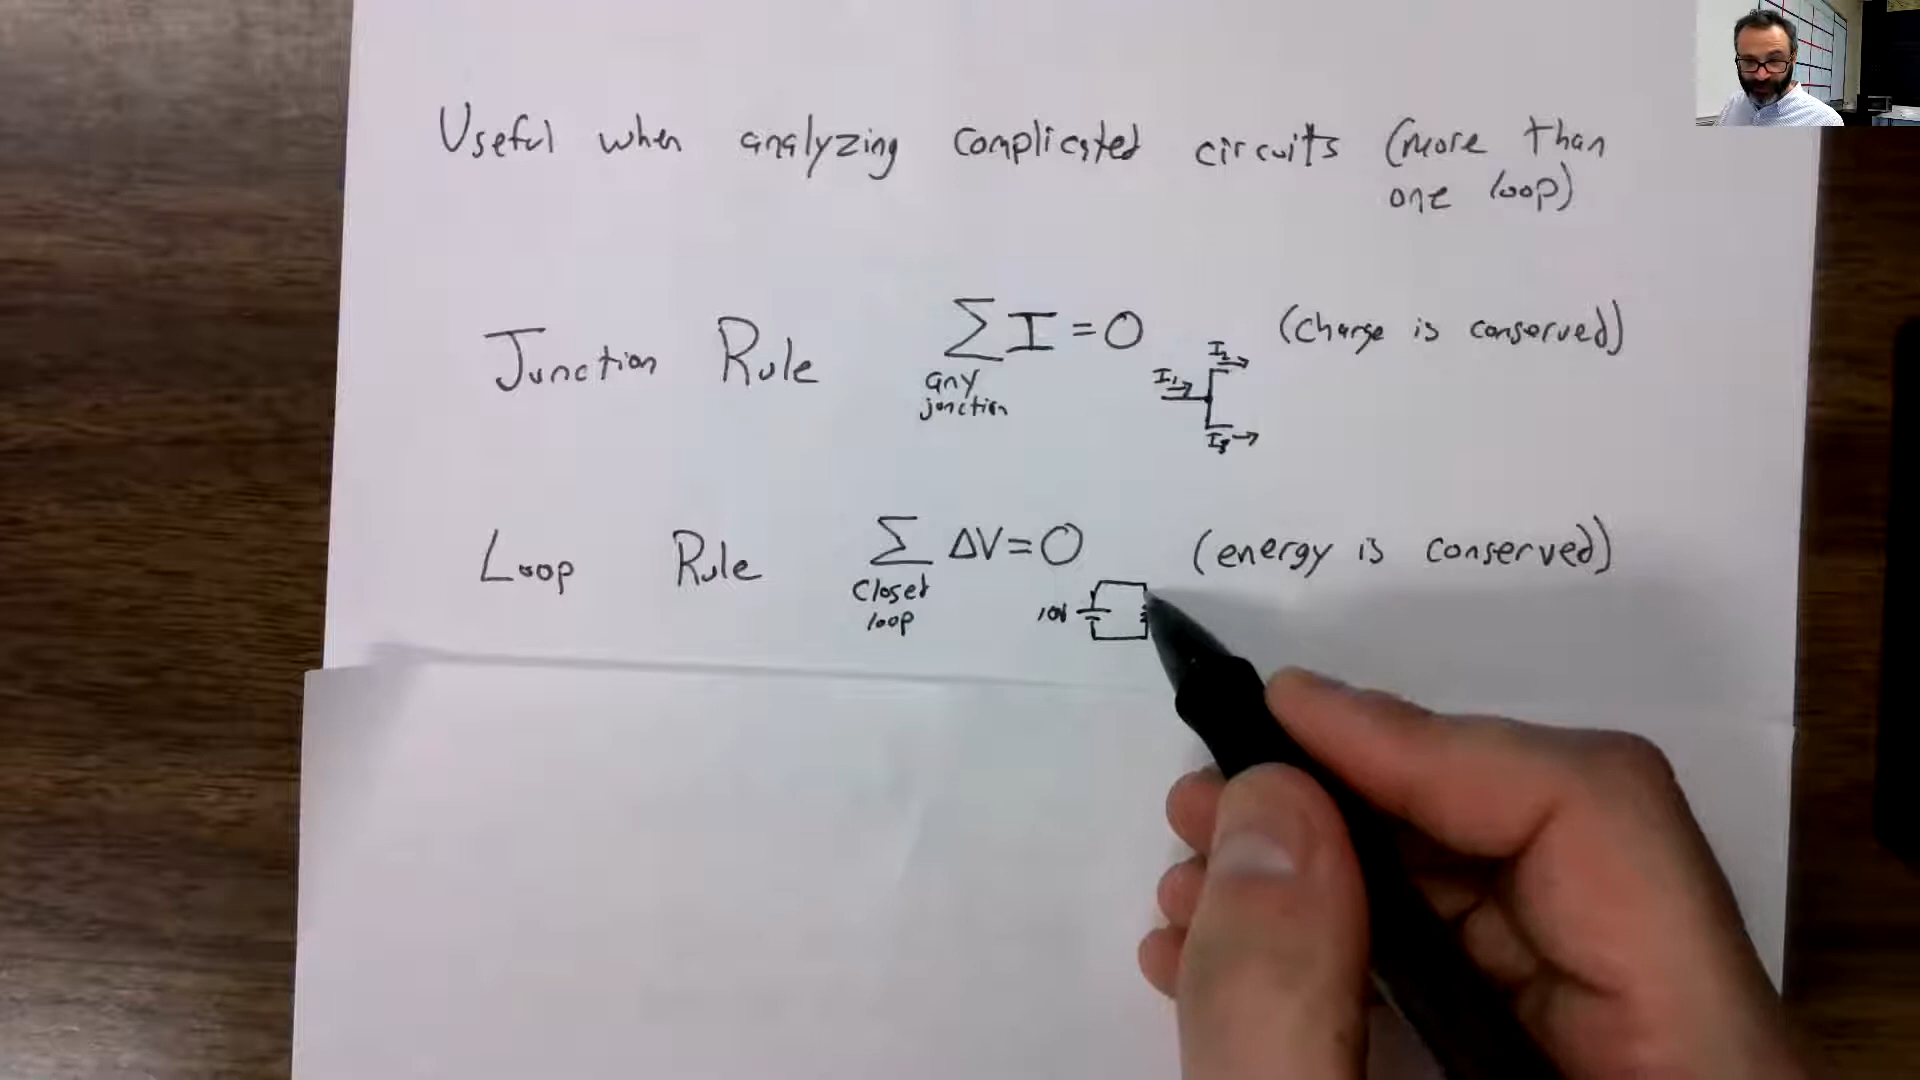 Useful when analyzing complicated circuits (more than
one loop)
Junction Rule ∑I=0 (charge is conserved)
any
junction
I₂
I₁
I₃
Loop Rule ∑ΔV=0 (energy is conserved)
Closed
loop
10V